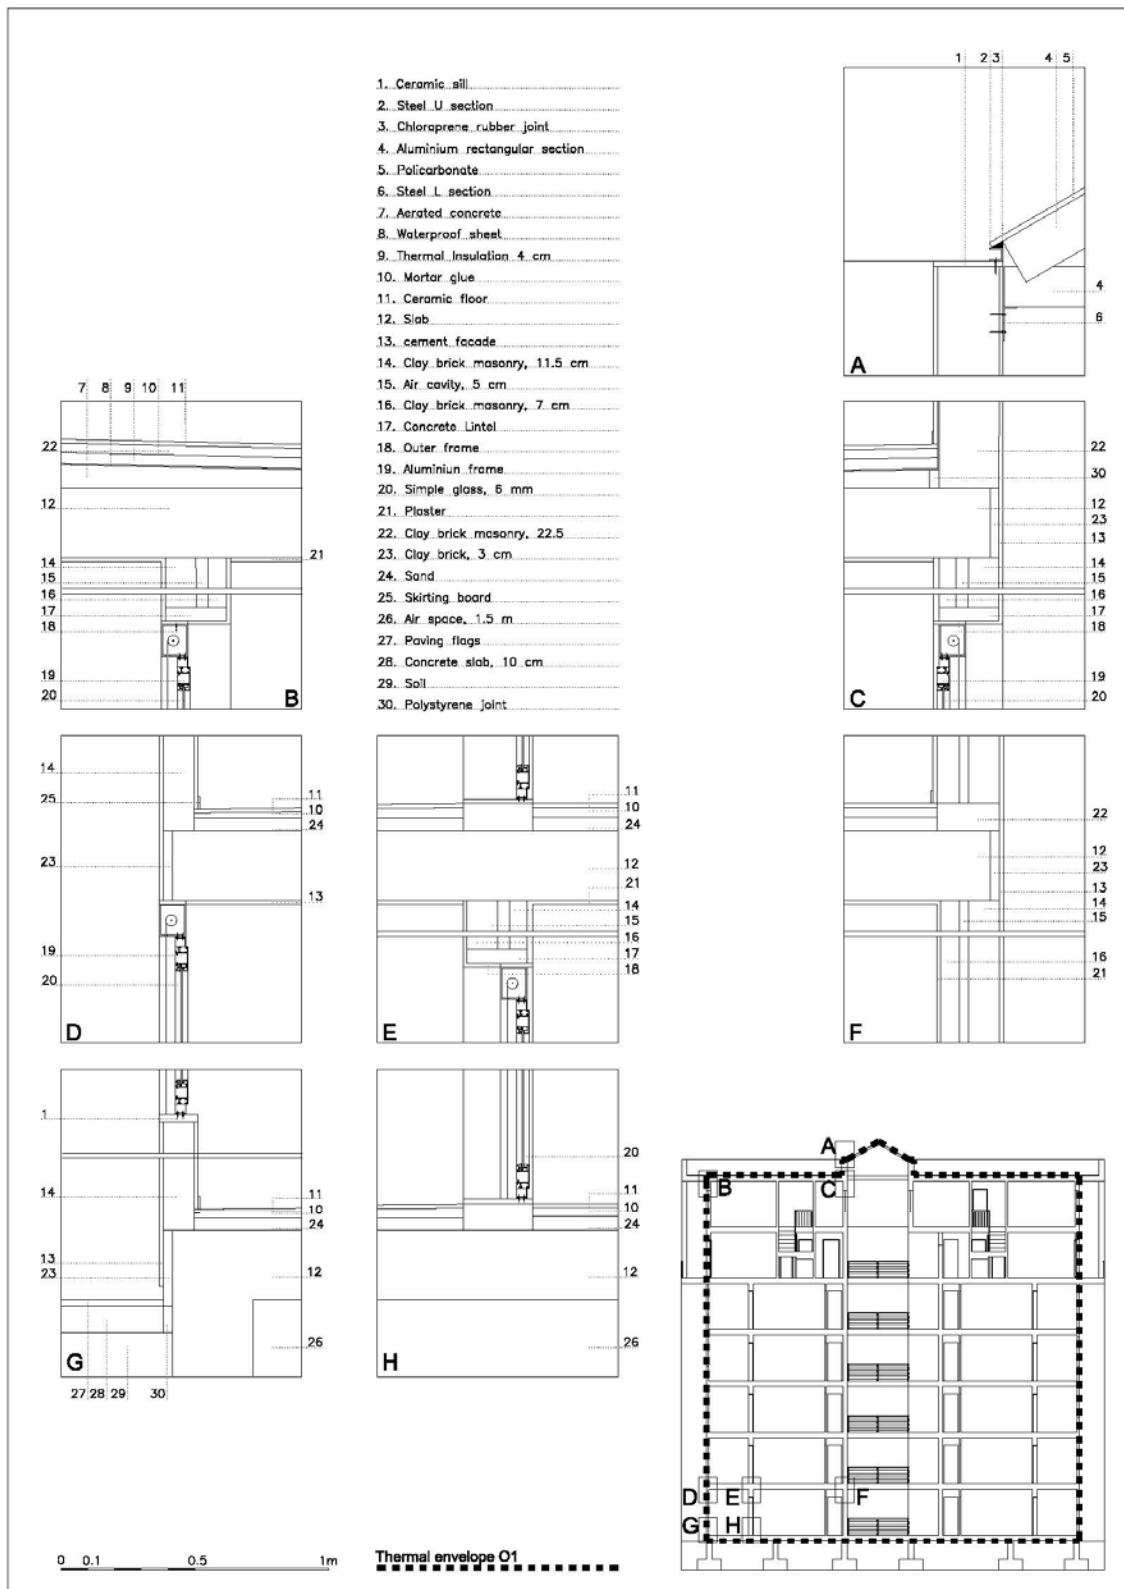 1. Ceramic sill
2. Steel U section
3. Chloraprene rubber joint
4. Aluminium rectangular section
5. Policarbonate
6. Steel L section
7. Aerated concrete
8. Waterproof sheet
9. Thermal Insulation 4 cm
10. Mortar glue
11. Ceramic floor
12. Slab
13. cement facade
14. Clay brick masonry, 11.5 cm
15. Air cavity, 5 cm
16. Clay brick masonry, 7 cm
17. Concrete Lintel
18. Outer frame
19. Aluminiun frame
20. Simple glass, 6 mm
21. Plaster
22. Clay brick masonry, 22.5
23. Clay brick, 3 cm
24. Sand
25. Skirting board
26. Air space, 1.5 m
27. Paving flags
28. Concrete slab, 10 cm
29. Soil
30. Polystyrene joint
1 2 3 4 5
4
6
A
7 8 9 10 11
22
12
21
14
15
16
17
18
19
20
B
22
30
12
23
13
14
15
16
17
18
19
20
C
14
25
11
10
24
23
13
19
20
D
11
10
24
12
21
14
15
16
17
18
E
22
12
23
13
14
15
16
21
F
1
14
11
10
24
13
23
12
26
G
27 28 29 30
20
11
10
24
12
26
H
A
B C
D E F
G H
0 0.1 0.5 1m
Thermal envelope O1